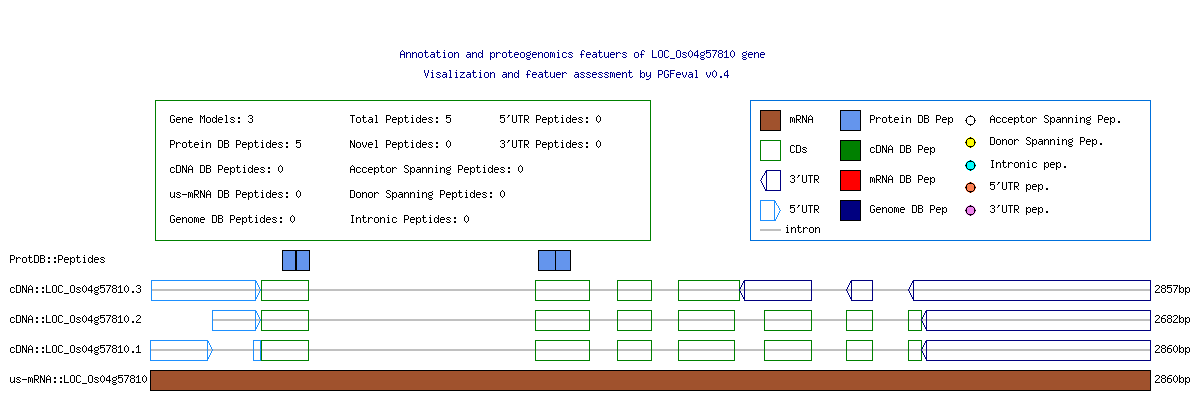 Annotation and proteogenomics featuers of LOC_Os04g57810 gene
Visalization and featuer assessment by PGFeval v0.4
Gene Models: 3 Total Peptides: 5 5'UTR Peptides: 0
Protein DB Peptides: 5 Novel Peptides: 0 3'UTR Peptides: 0
cDNA DB Peptides: 0 Acceptor Spanning Peptides: 0
us-mRNA DB Peptides: 0 Donor Spanning Peptides: 0
Genome DB Peptides: 0 Intronic Peptides: 0
mRNA Protein DB Pep Acceptor Spanning Pep.
CDs cDNA DB Pep Donor Spanning Pep.
3'UTR mRNA DB Pep Intronic pep.
5'UTR Genome DB Pep 5'UTR pep.
intron 3'UTR pep.
ProtDB::Peptides
cDNA::LOC_Os04g57810.3 2857bp
cDNA::LOC_Os04g57810.2 2682bp
cDNA::LOC_Os04g57810.1 2860bp
us-mRNA::LOC_Os04g57810 2860bp